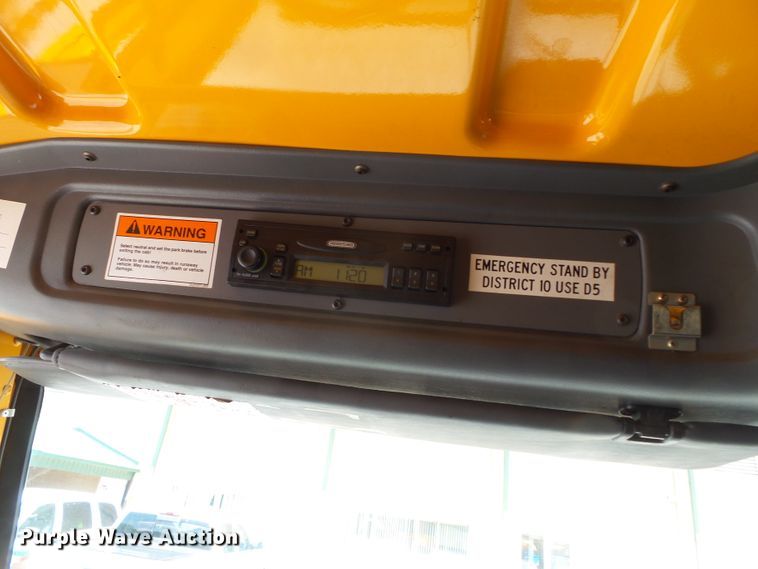 WARNING
Select neutral and set the park brake before
exiting the cab!
Failure to do so may result in runaway
vehicle. May cause injury, death or vehicle
damage.
AM 1120
EMERGENCY STAND BY
DISTRICT 10 USE D5
Purple Wave Auction